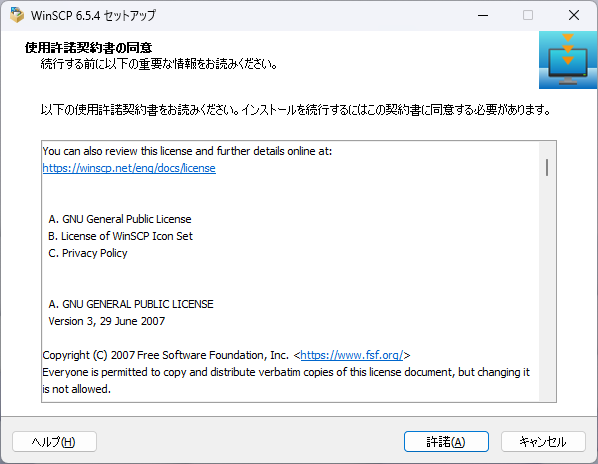 WinSCP 6.5.4 セットアップ
使用許諾契約書の同意
続行する前に以下の重要な情報をお読みください。
以下の使用許諾契約書をお読みください。インストールを続行するにはこの契約書に同意する必要があります。
You can also review this license and further details online at:
https://winscp.net/eng/docs/license
A. GNU General Public License
B. License of WinSCP Icon Set
C. Privacy Policy
A. GNU GENERAL PUBLIC LICENSE
Version 3, 29 June 2007
Copyright (C) 2007 Free Software Foundation, Inc. <https://www.fsf.org/>
Everyone is permitted to copy and distribute verbatim copies of this license document, but changing it
is not allowed.
ヘルプ(H)
許諾(A)
キャンセル